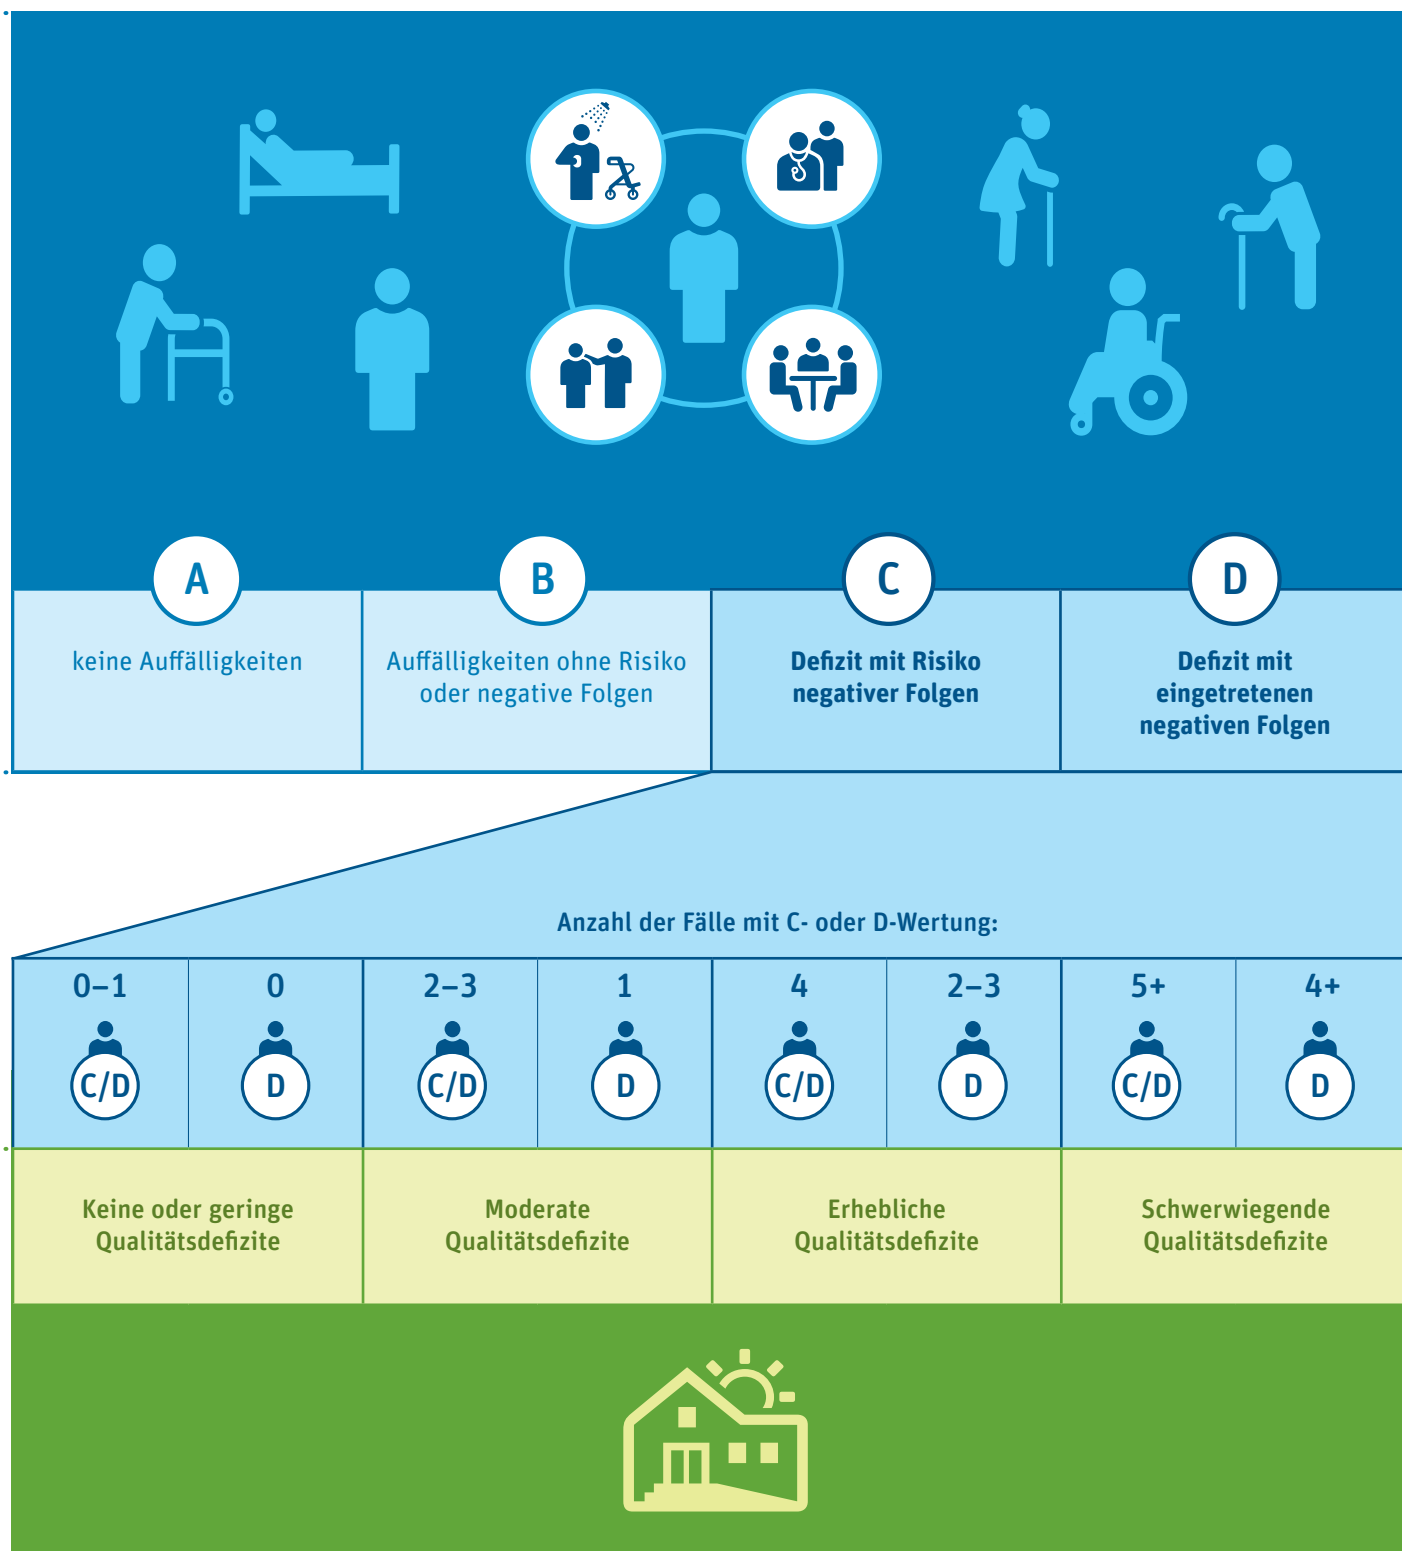 A
B
C
D
keine Auffälligkeiten
Auffälligkeiten ohne Risiko
oder negative Folgen
Defizit mit Risiko
negativer Folgen
Defizit mit
eingetretenen
negativen Folgen
Anzahl der Fälle mit C- oder D-Wertung:
0–1
0
2–3
1
4
2–3
5+
4+
C/D
D
C/D
D
C/D
D
C/D
D
Keine oder geringe
Qualitätsdefizite
Moderate
Qualitätsdefizite
Erhebliche
Qualitätsdefizite
Schwerwiegende
Qualitätsdefizite